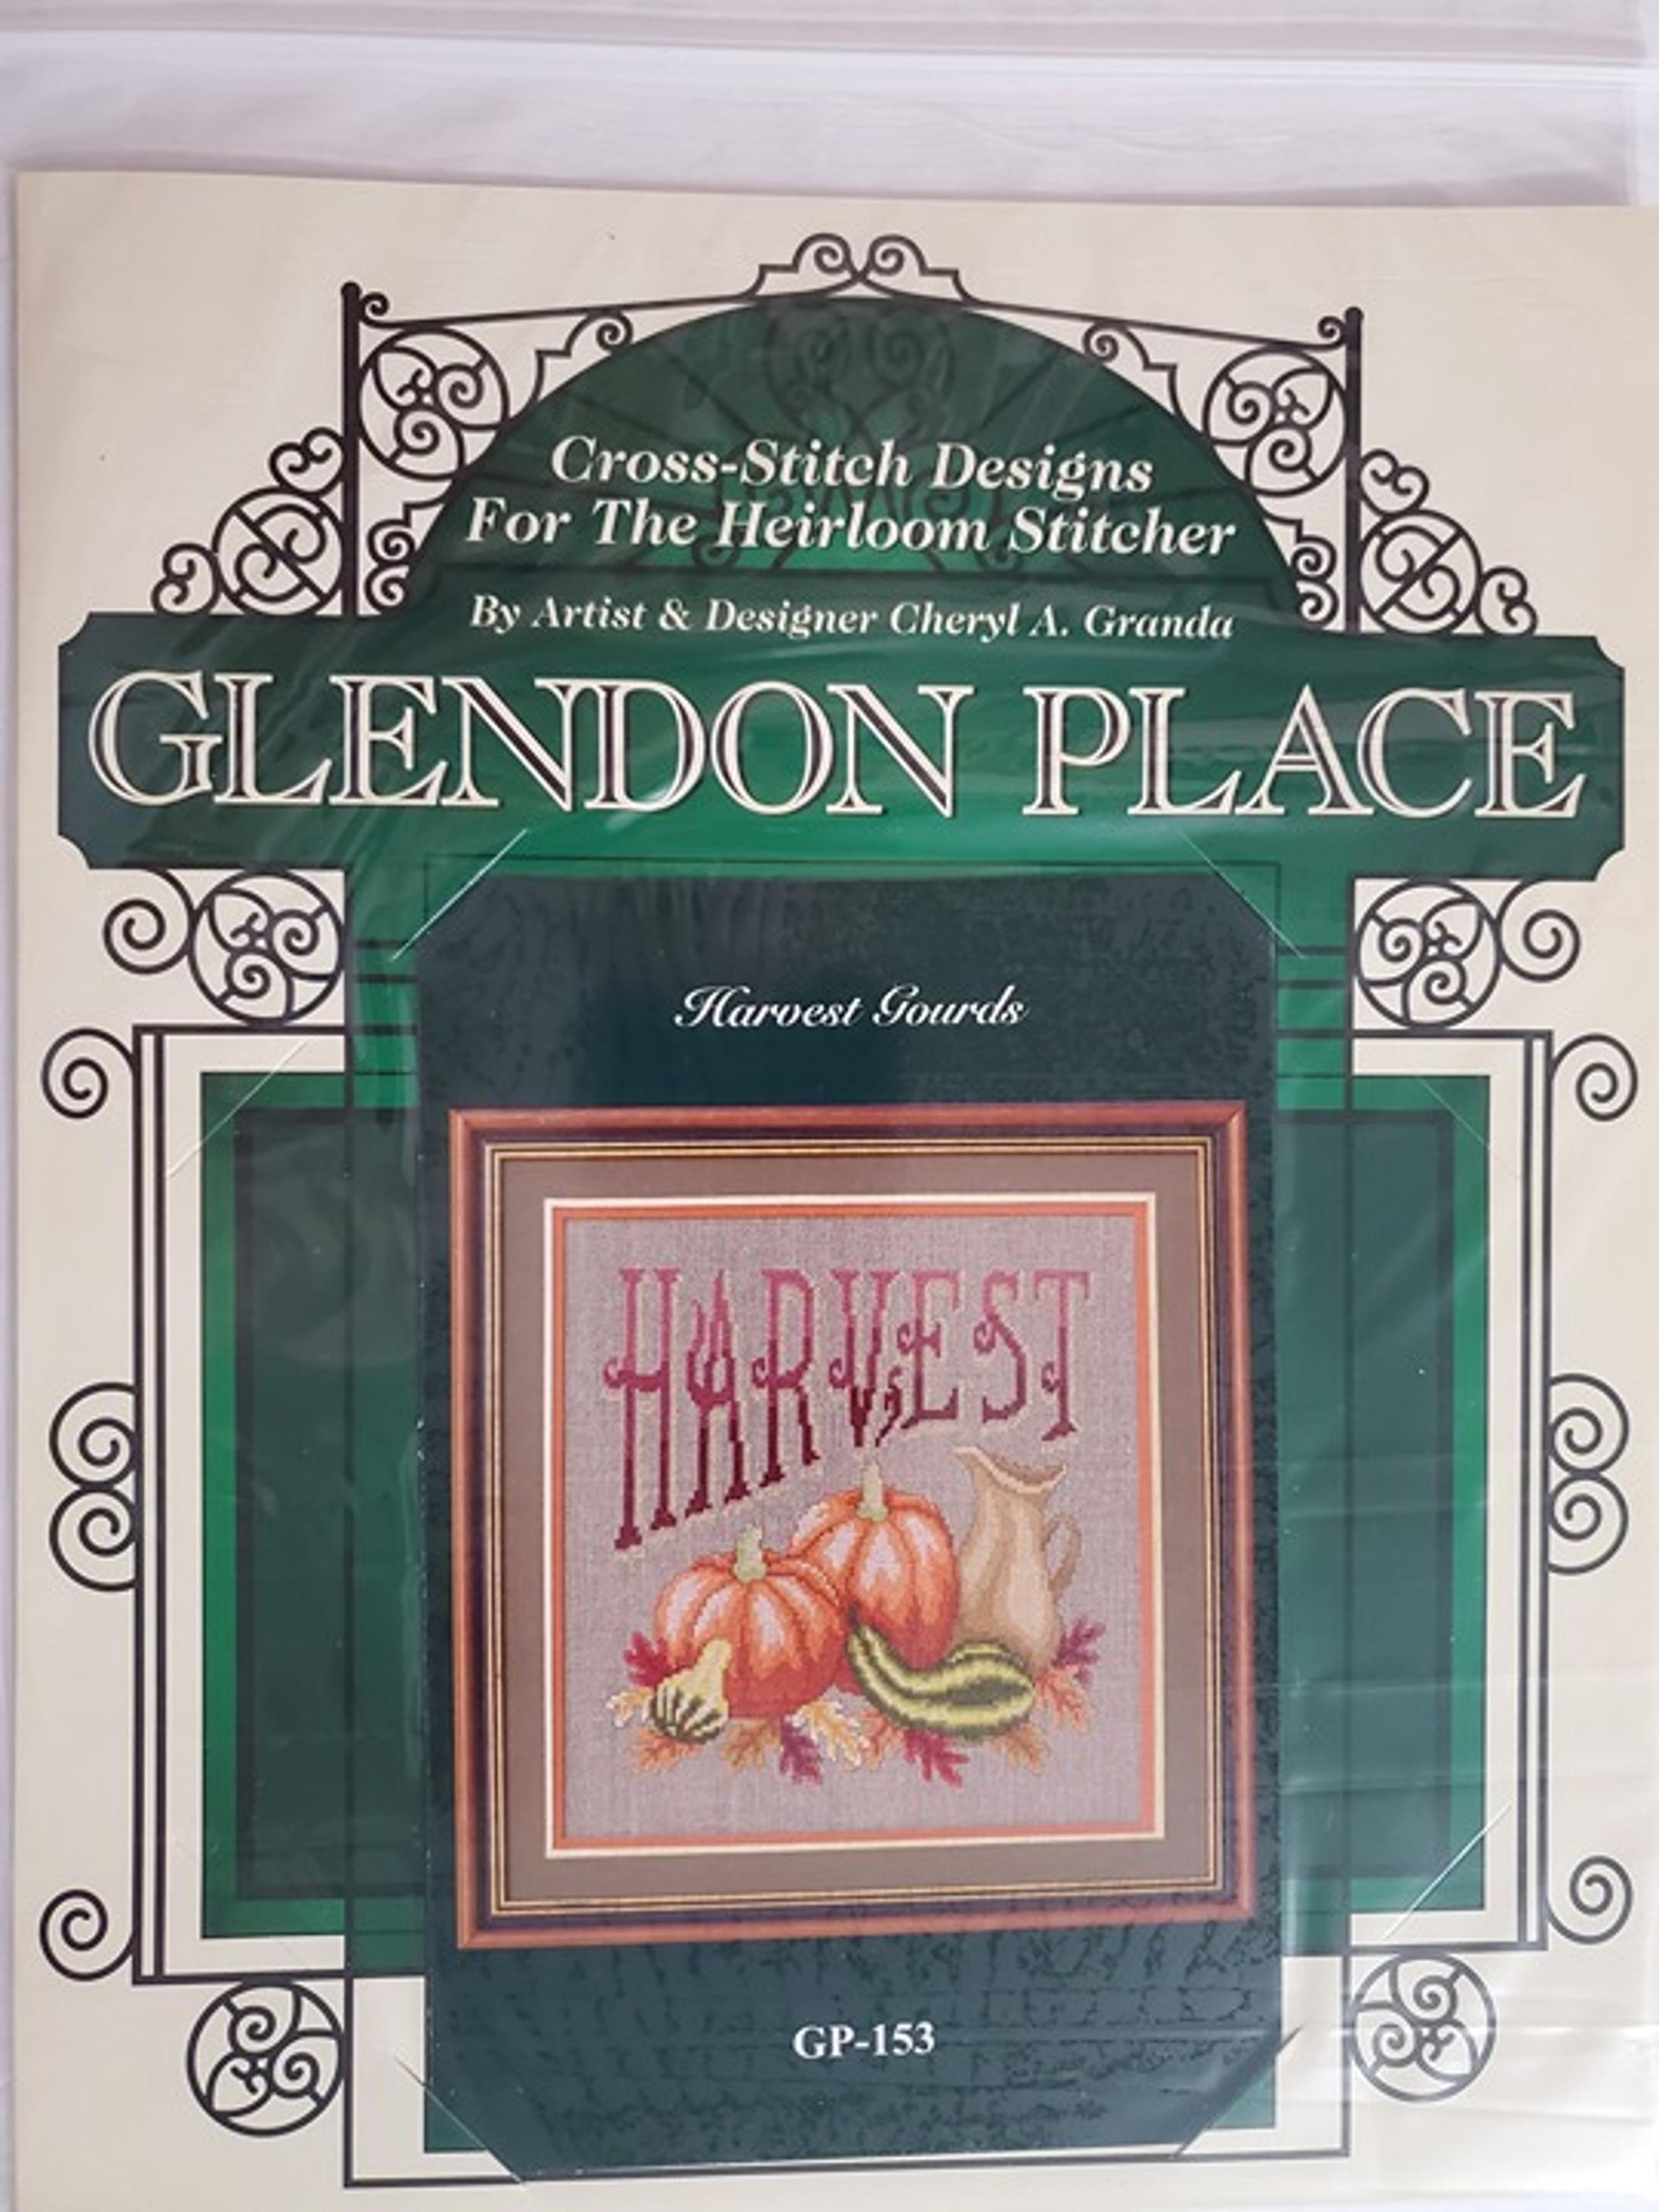 Cross-Stitch Designs
For The Heirloom Stitcher
By Artist & Designer Cheryl A. Granda
GLENDON PLACE
Harvest Gourds
HARVEST
GP-153